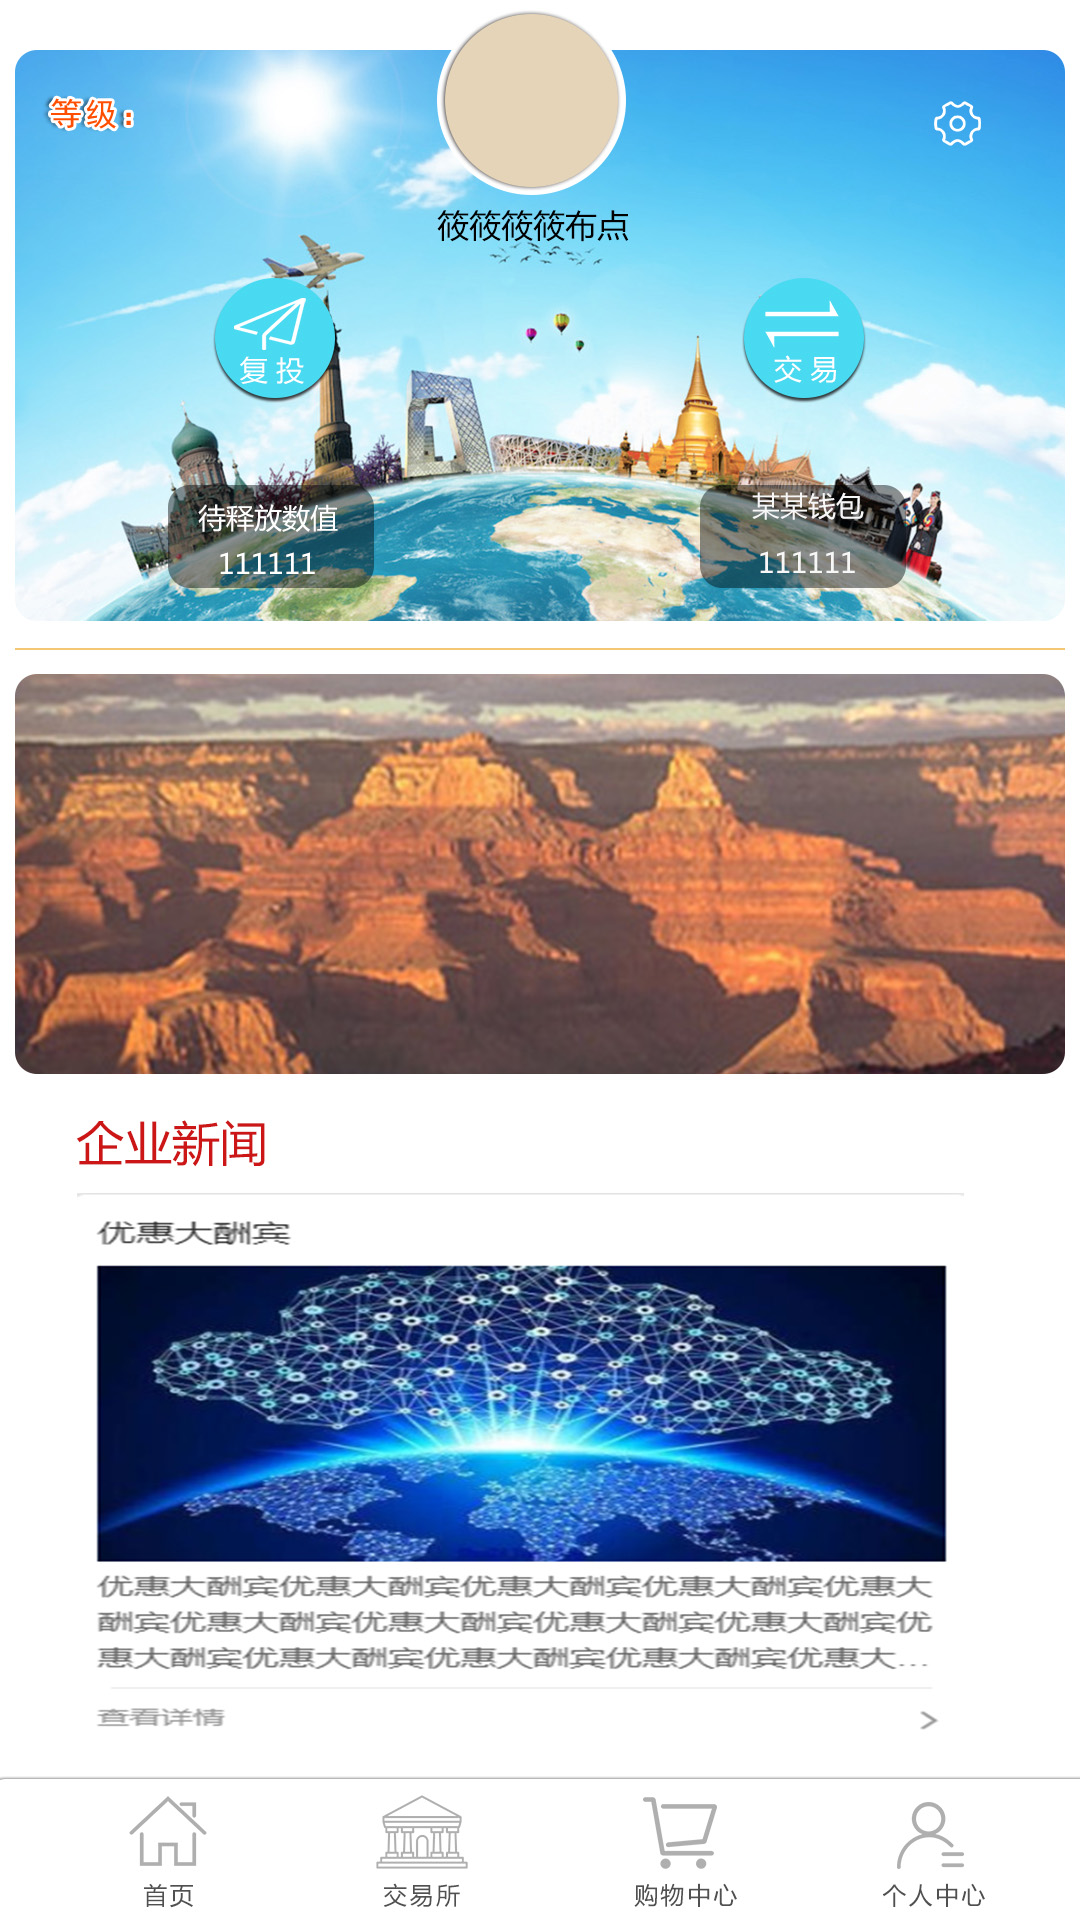 等级：
筱筱筱筱布点
复投
交易
待释放数值
111111
某某钱包
111111
企业新闻
优惠大酬宾
优惠大酬宾优惠大酬宾优惠大酬宾优惠大酬宾优惠大
酬宾优惠大酬宾优惠大酬宾优惠大酬宾优惠大酬宾优
惠大酬宾优惠大酬宾优惠大酬宾优惠大酬宾优惠大...
查看详情
首页
交易所
购物中心
个人中心